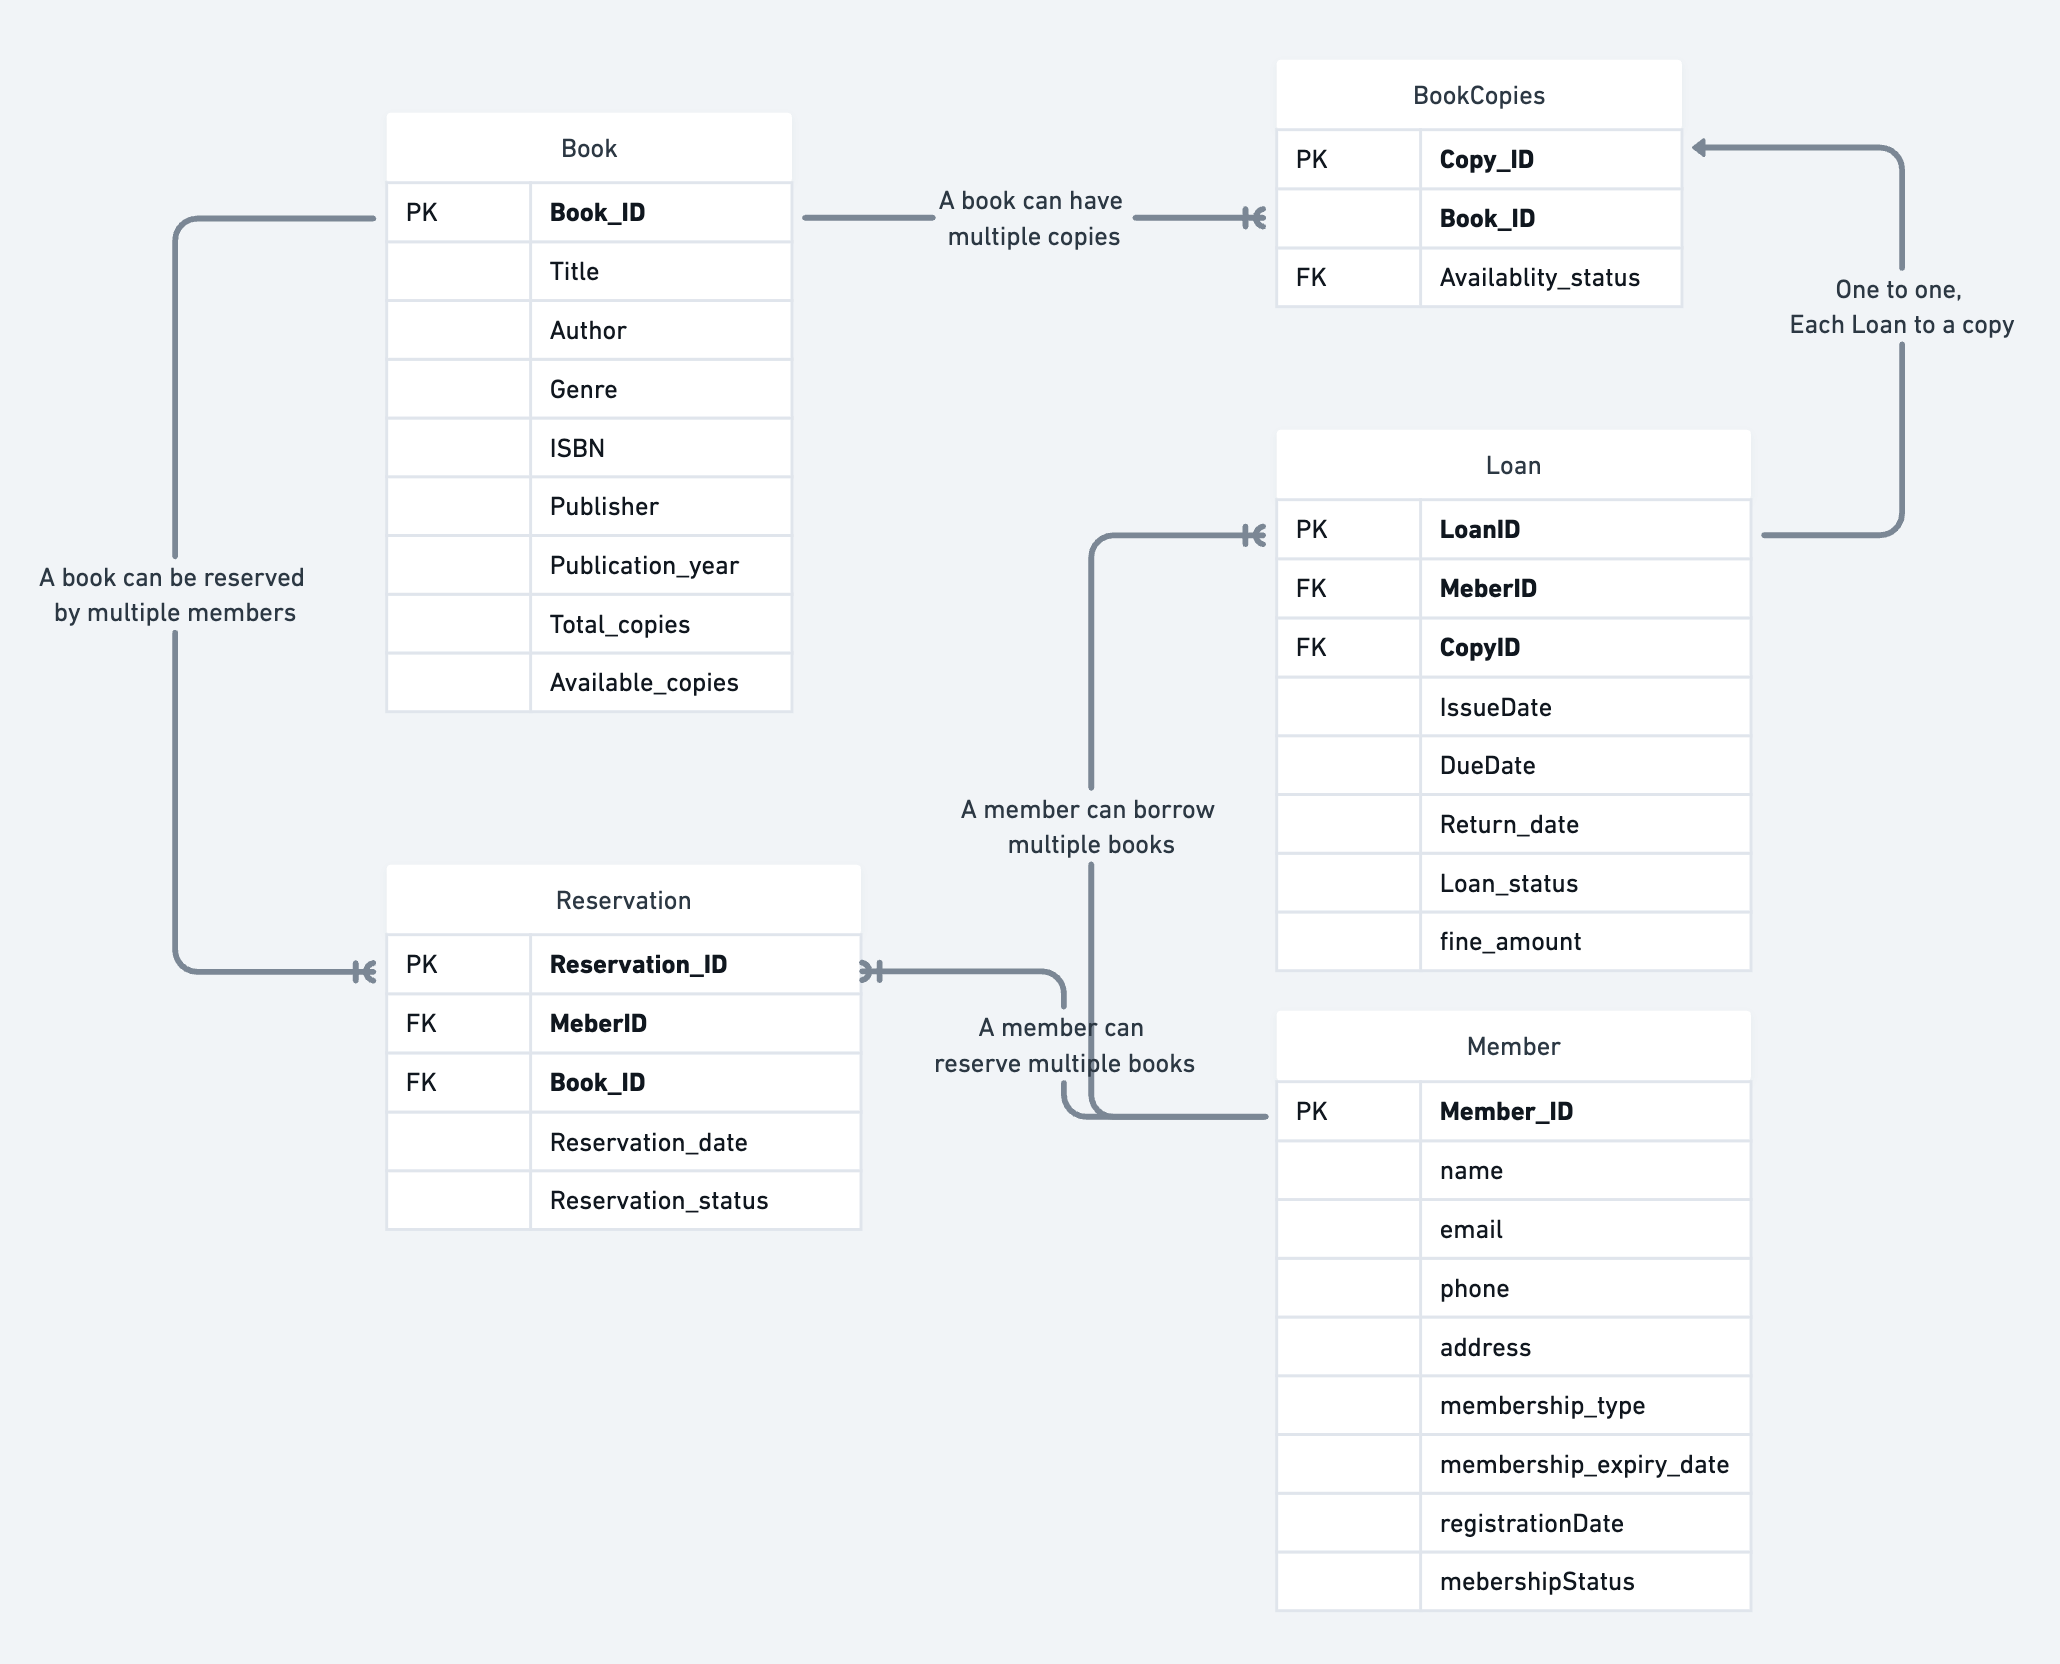 Book
PK Book_ID
Title
Author
Genre
ISBN
Publisher
Publication_year
Total_copies
Available_copies
A book can have
multiple copies
BookCopies
PK Copy_ID
Book_ID
FK Availablity_status
One to one,
Each Loan to a copy
Loan
PK LoanID
FK MeberID
FK CopyID
IssueDate
DueDate
Return_date
Loan_status
fine_amount
A book can be reserved
by multiple members
A member can borrow
multiple books
Reservation
PK Reservation_ID
FK MeberID
FK Book_ID
Reservation_date
Reservation_status
A member can
reserve multiple books
Member
PK Member_ID
name
email
phone
address
membership_type
membership_expiry_date
registrationDate
mebershipStatus